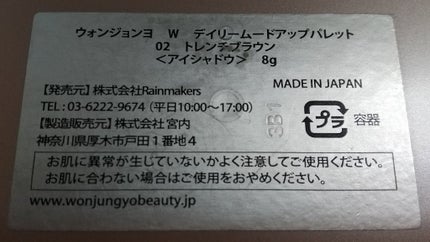 ウォンジョンヨ W デイリームードアップパレット
02 トレンチブラウン
＜アイシャドウ＞ 8g
【発売元】株式会社Rainmakers
MADE IN JAPAN
TEL：03-6222-9674（平日10:00～17:00）
【製造販売元】株式会社 宮内
神奈川県厚木市戸田１番地４
3B1
プラ 容器
お肌に異常が生じていないかよく注意してご使用ください。
お肌に合わない場合はご使用をおやめください。
www.wonjungyobeauty.jp